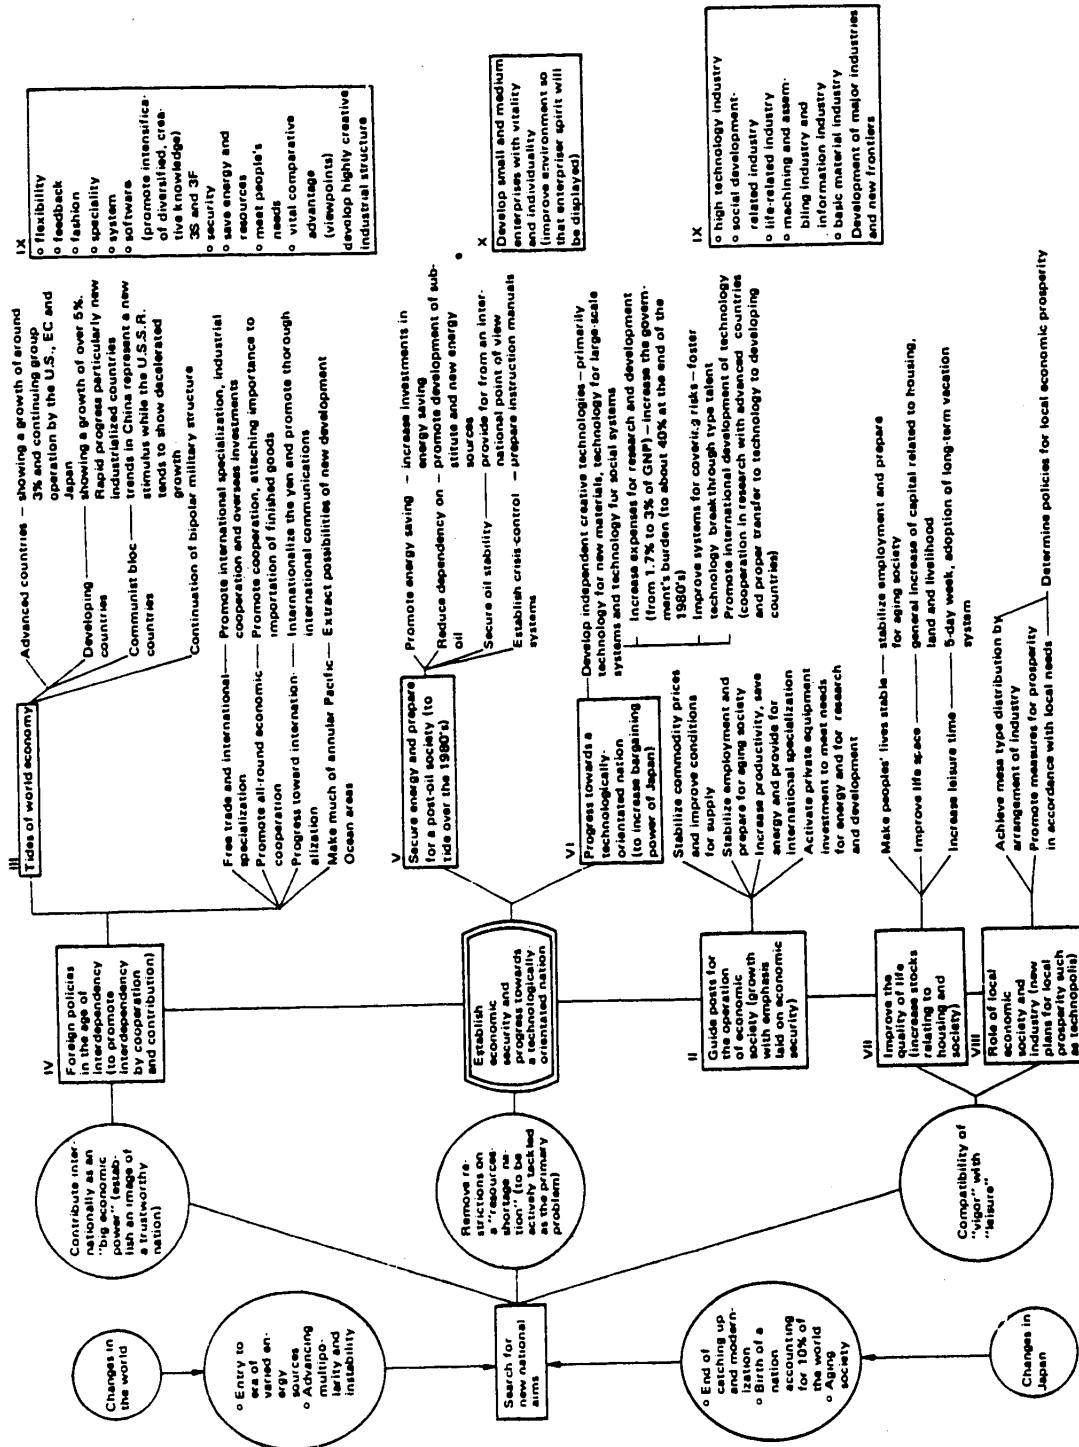 Changes in
the world
o Entry to
era of
varied en-
ergy
sources
o Advancing
multipo-
larity and
instability
Search for
new national
aims
o End of
catching up
and modern-
ization
o Birth of a
nation
accounting
for 10% of
the world
o Aging
society
Changes in
Japan
Contribute inter-
nationally as an
"big economic
power" (estab-
lish an image of
a trustworthy
nation)
Remove re-
strictions on
a "resources-
shortage na-
tion" (to be
actively tackled
as the primary
problem)
Compatibility of
"vigor" with
"leisure"
IV
Foreign policies
in the age of
interdependency
(to promote
interdependency
by cooperation
and contribution)
Establish
economic
security and
progress towards
a technologically-
orientated nation
II
Guide posts for
the operation
of economic
society (growth
with emphasis
laid on economic
security)
VII
Improve the
quality of life
(increase stocks
relating to
housing and
society)
VIII
Role of local
economic
society and
industry (new
plans for local
prosperity such
as technopolis)
III
Tides of world economy
Advanced countries – showing a growth of around
3% and continuing group
operation by the U.S., EC and
Japan
Developing countries – showing a growth of over 5%.
Rapid progress particularly new
industrialized countries
Communist bloc countries – trends in China represent a new
stimulus while the U.S.S.R.
tends to show decelerated
growth
Continuation of bipolar military structure
Free trade and international specialization – Promote international specialization, industrial
cooperation and overseas investments
Promote all-round economic cooperation – Promote cooperation, attaching importance to
importation of finished goods
Progress toward international- alization – Internationalize the yen and promote thorough
international communications
Make much of annular Pacific Ocean areas – Extract possibilities of new development
V
Secure energy and prepare
for a post-oil society (to
tide over the 1980's)
Promote energy saving – increase investments in
energy saving
Reduce dependency on oil – promote development of sub-
stitute and new energy
sources
Secure oil stability – provide for from an inter-
national point of view
Establish crisis-control systems – prepare instruction manuals
VI
Progress towards a
technologically-
orientated nation
(to increase bargaining
power of Japan)
Develop independent creative technologies – primarily
technology for new materials, technology for large-scale
systems and technology for social systems
Increase expenses for research and development
(from 1.7% to 3% of GNP) – increase the govern-
ment's burden (to about 40% at the end of the
1980's)
Improve systems for covering risks – foster
technology breakthrough type talent
Promote international development of technology
(cooperation in research with advanced countries
and proper transfer to technology to developing
countries)
Stabilize commodity prices
and improve conditions
for supply
Stabilize employment and
prepare for aging society
Increase productivity, save
energy and provide for
international specialization
Activate private equipment
investment to meet needs
for energy and for research
and development
Make peoples' lives stable – stabilize employment and prepare
for aging society
Improve life space – general increase of capital related to housing,
land and livelihood
Increase leisure time – 5-day week, adoption of long-term vacation
system
Achieve mesa type distribution by
arrangement of industry
Promote measures for prosperity
in accordance with local needs – Determine policies for local economic prosperity
IX
o flexibility
o feedback
o fashion
o speciality
o system
o software
(promote intensifica-
of diversified, crea-
tive knowledge)
3S and 3F
o security
o save energy and
resources
o meet people's
needs
o vital comparative
advantage
(viewpoints)
devolop highly creative
industrial structure
X
Develop small and medium
enterprises with vitality
and individuality
(improve environment so
that enterpriser spirit will
be displayed)
IX
o high technology industry
o social development-
related industry
o life-related industry
o machining and assem-
bling industry and
information industry
o basic material industry
Development of major industries
and new frontiers